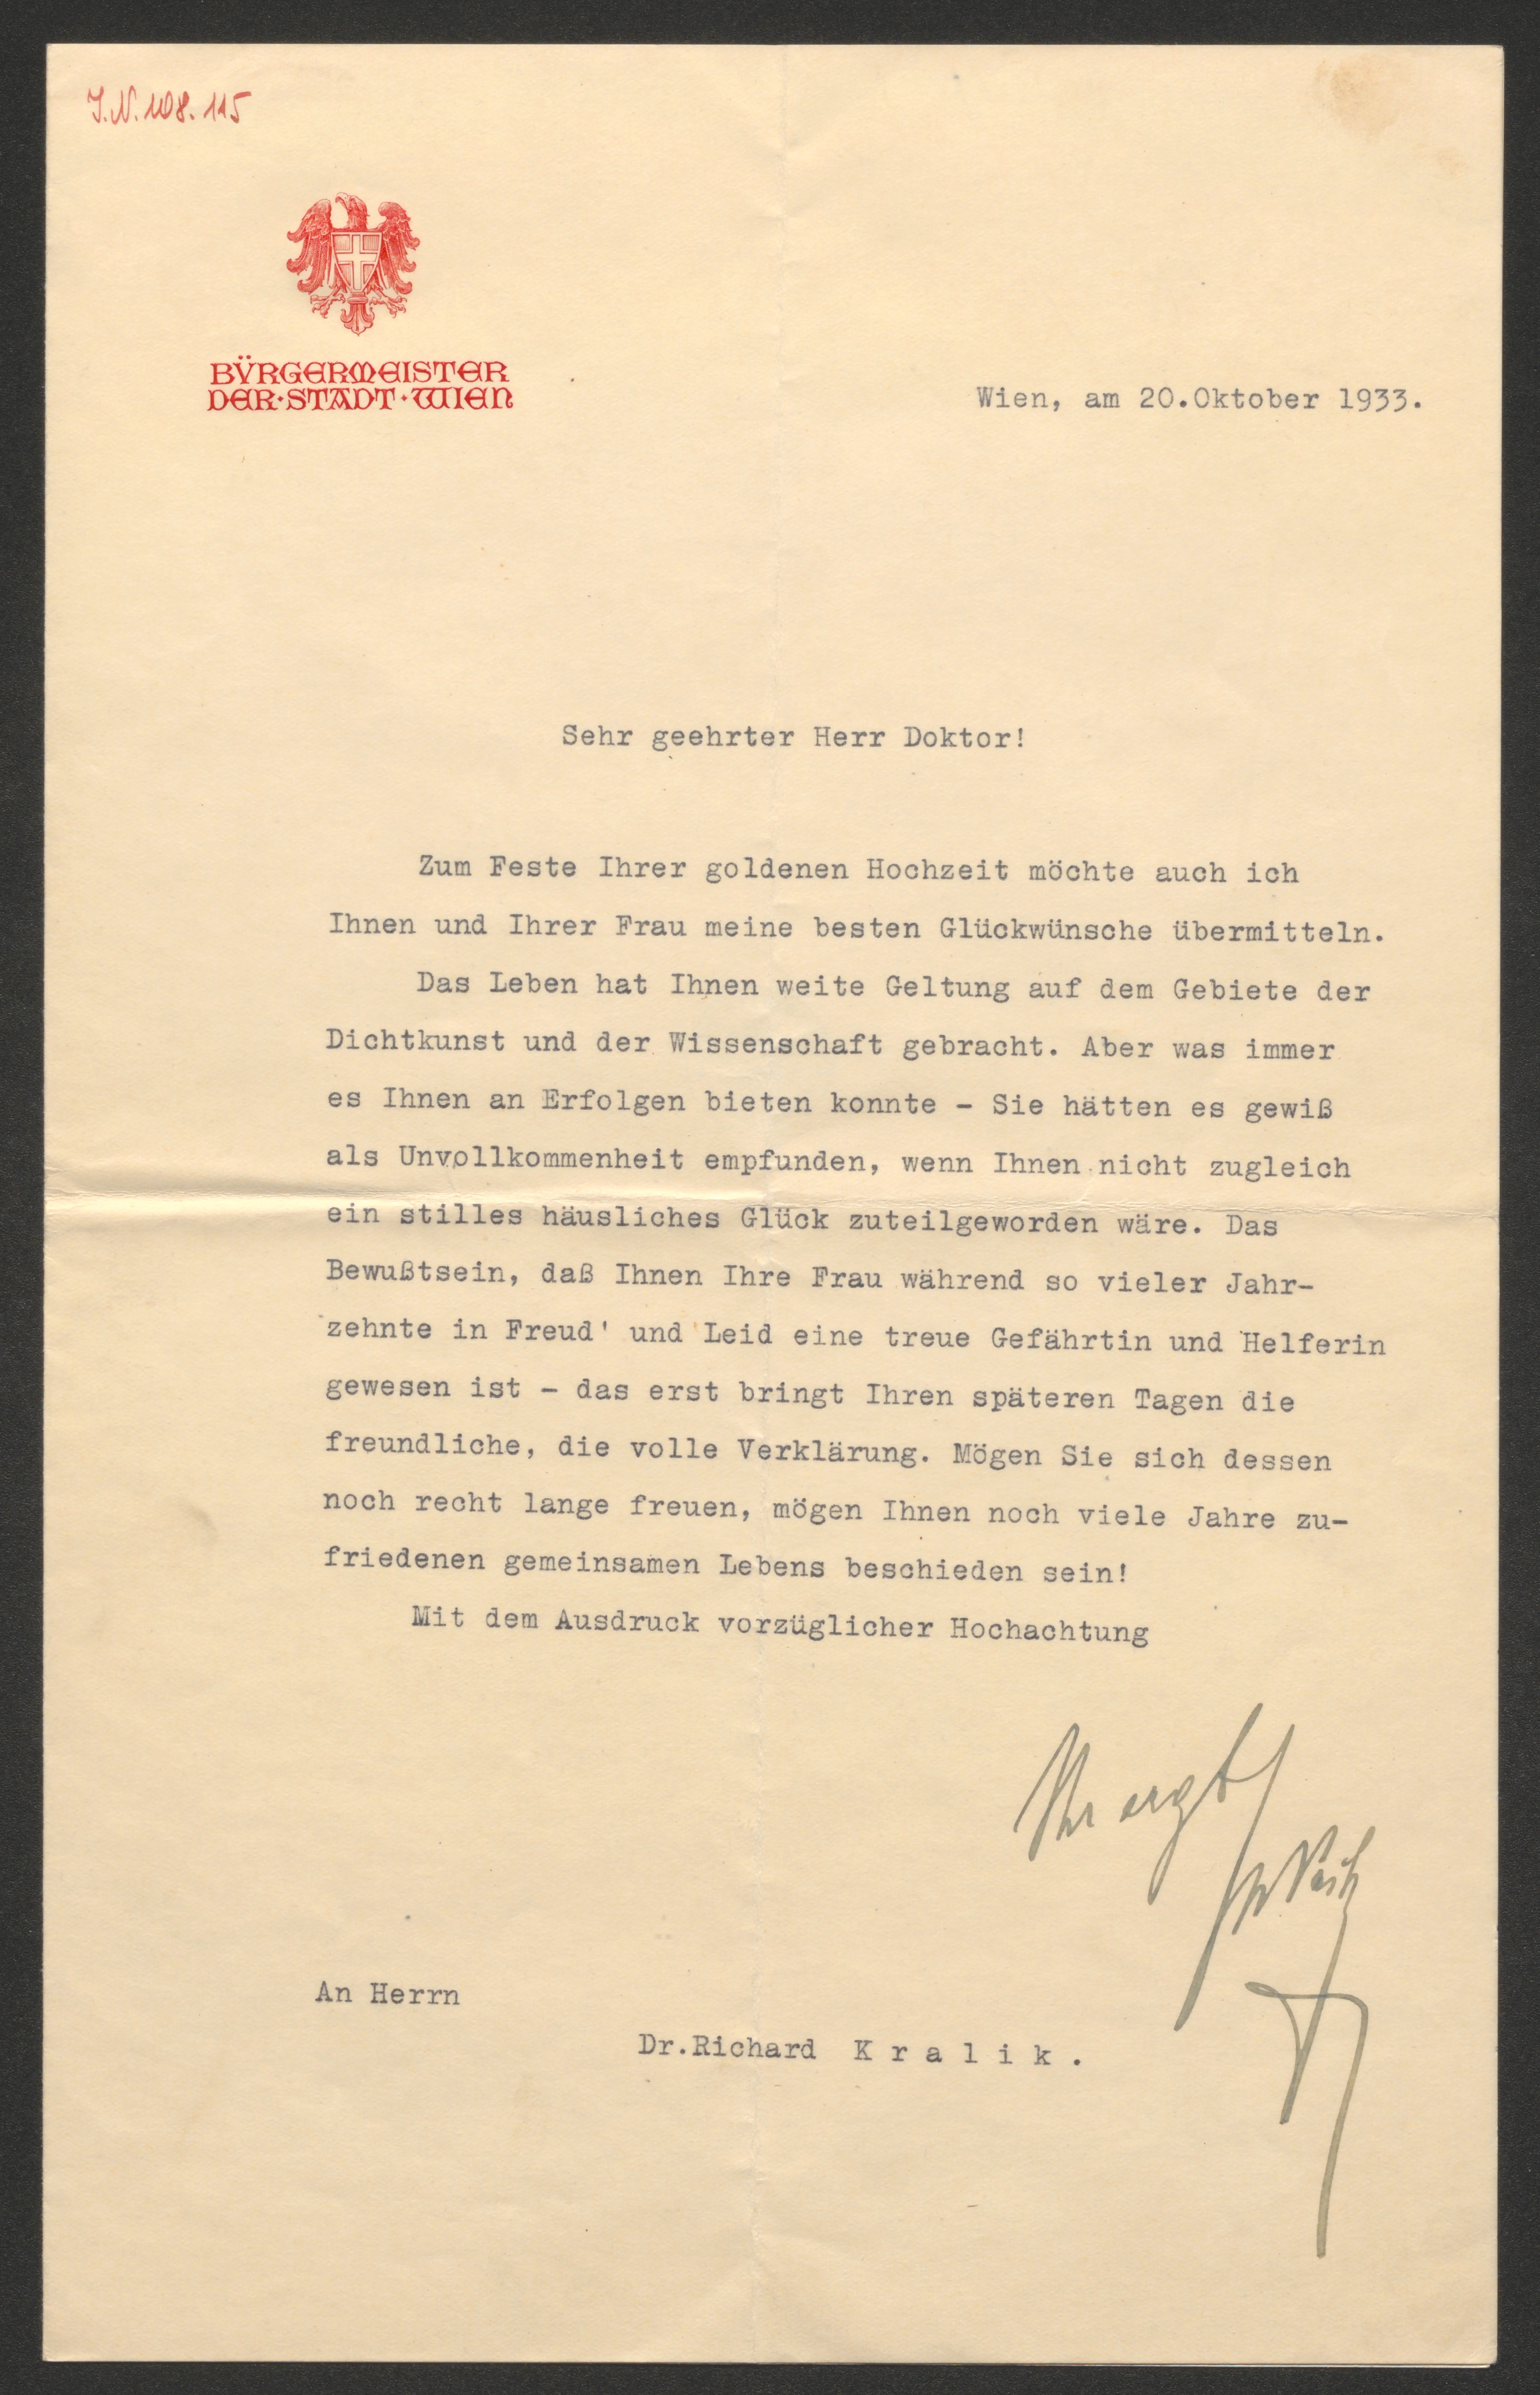 J.N. 108.115
BÜRGERMEISTER
DER·STADT·WIEN
Wien, am 20.Oktober 1933.
Sehr geehrter Herr Doktor!
Zum Feste Ihrer goldenen Hochzeit möchte auch ich
Ihnen und Ihrer Frau meine besten Glückwünsche übermitteln.
Das Leben hat Ihnen weite Geltung auf dem Gebiete der
Dichtkunst und der Wissenschaft gebracht. Aber was immer
es Ihnen an Erfolgen bieten konnte - Sie hätten es gewiß
als Unvollkommenheit empfunden, wenn Ihnen nicht zugleich
ein stilles häusliches Glück zuteilgeworden wäre. Das
Bewußtsein, daß Ihnen Ihre Frau während so vieler Jahr-
zehnte in Freud' und Leid eine treue Gefährtin und Helferin
gewesen ist - das erst bringt Ihren späteren Tagen die
freundliche, die volle Verklärung. Mögen Sie sich dessen
noch recht lange freuen, mögen Ihnen noch viele Jahre zu-
friedenen gemeinsamen Lebens beschieden sein!
Mit dem Ausdruck vorzüglicher Hochachtung
Ihr ergb
An Herrn
Dr.Richard K r a l i k .